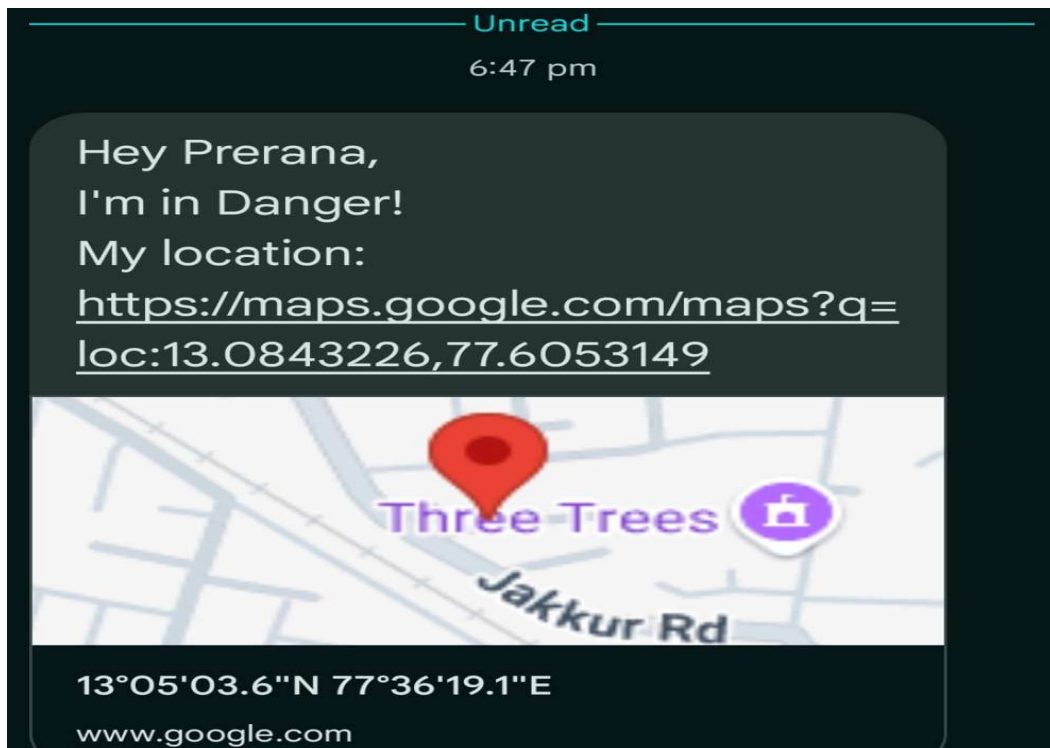 Unread
6:47 pm
Hey Prerana,
I'm in Danger!
My location:
https://maps.google.com/maps?q=
loc:13.0843226,77.6053149
Three Trees
Jakkur Rd
13°05'03.6"N 77°36'19.1"E
www.google.com